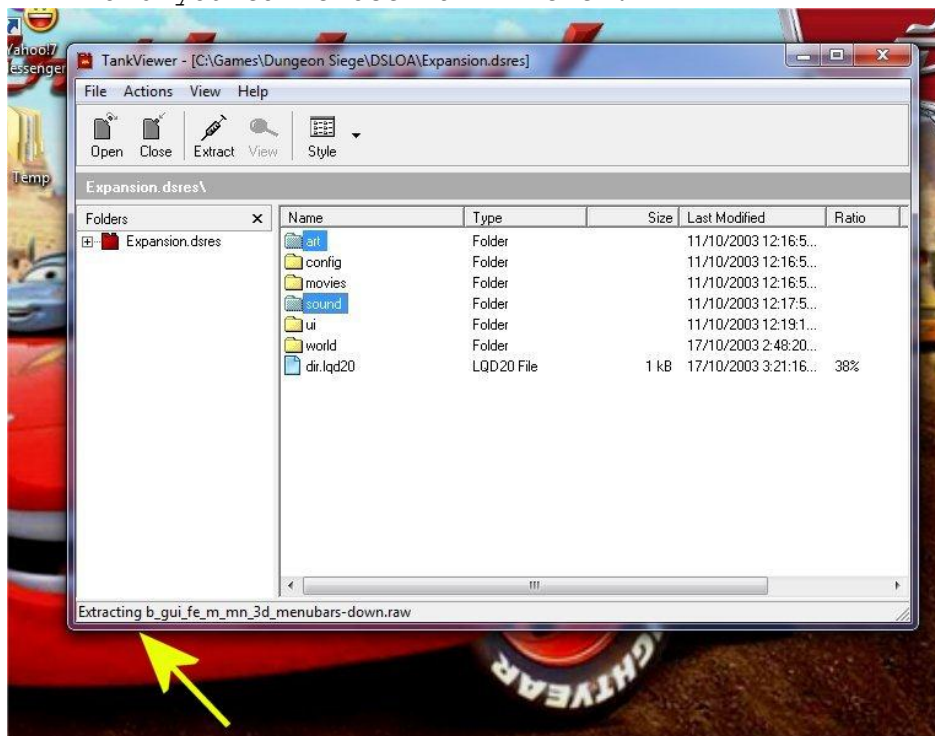 Yahoo!7
Messenger
Temp
TankViewer - [C:\Games\Dungeon Siege\DSLOA\Expansion.dsres]
File Actions View Help
Open Close Extract View Style
Expansion.dsres\
Folders x Name Type Size Last Modified Ratio
Expansion.dsres
art Folder 11/10/2003 12:16:5...
config Folder 11/10/2003 12:16:5...
movies Folder 11/10/2003 12:16:5...
sound Folder 11/10/2003 12:17:5...
ui Folder 11/10/2003 12:19:1...
world Folder 17/10/2003 2:48:20...
dir.lqd20 LQD20 File 1 kB 17/10/2003 3:21:16... 38%
Extracting b_gui_fe_m_mn_3d_menubars-down.raw